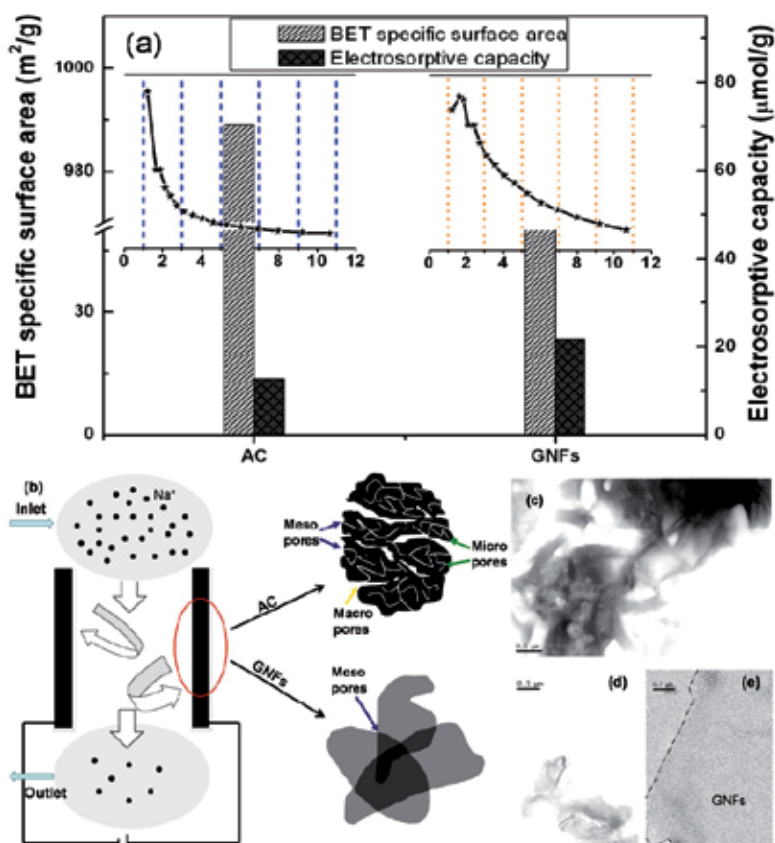 (a)
BET specific surface area
Electrosorptive capacity
BET specific surface area (m²/g)
1000
980
30
0
Electrosorptive capacity (μmol/g)
80
60
40
20
0
0 2 4 6 8 10 12
0 2 4 6 8 10 12
AC
GNFs
(b)
Na⁺
Inlet
Outlet
AC
GNFs
Meso pores
Micro pores
Macro pores
Meso pores
(c)
(d)
(e)
GNFs